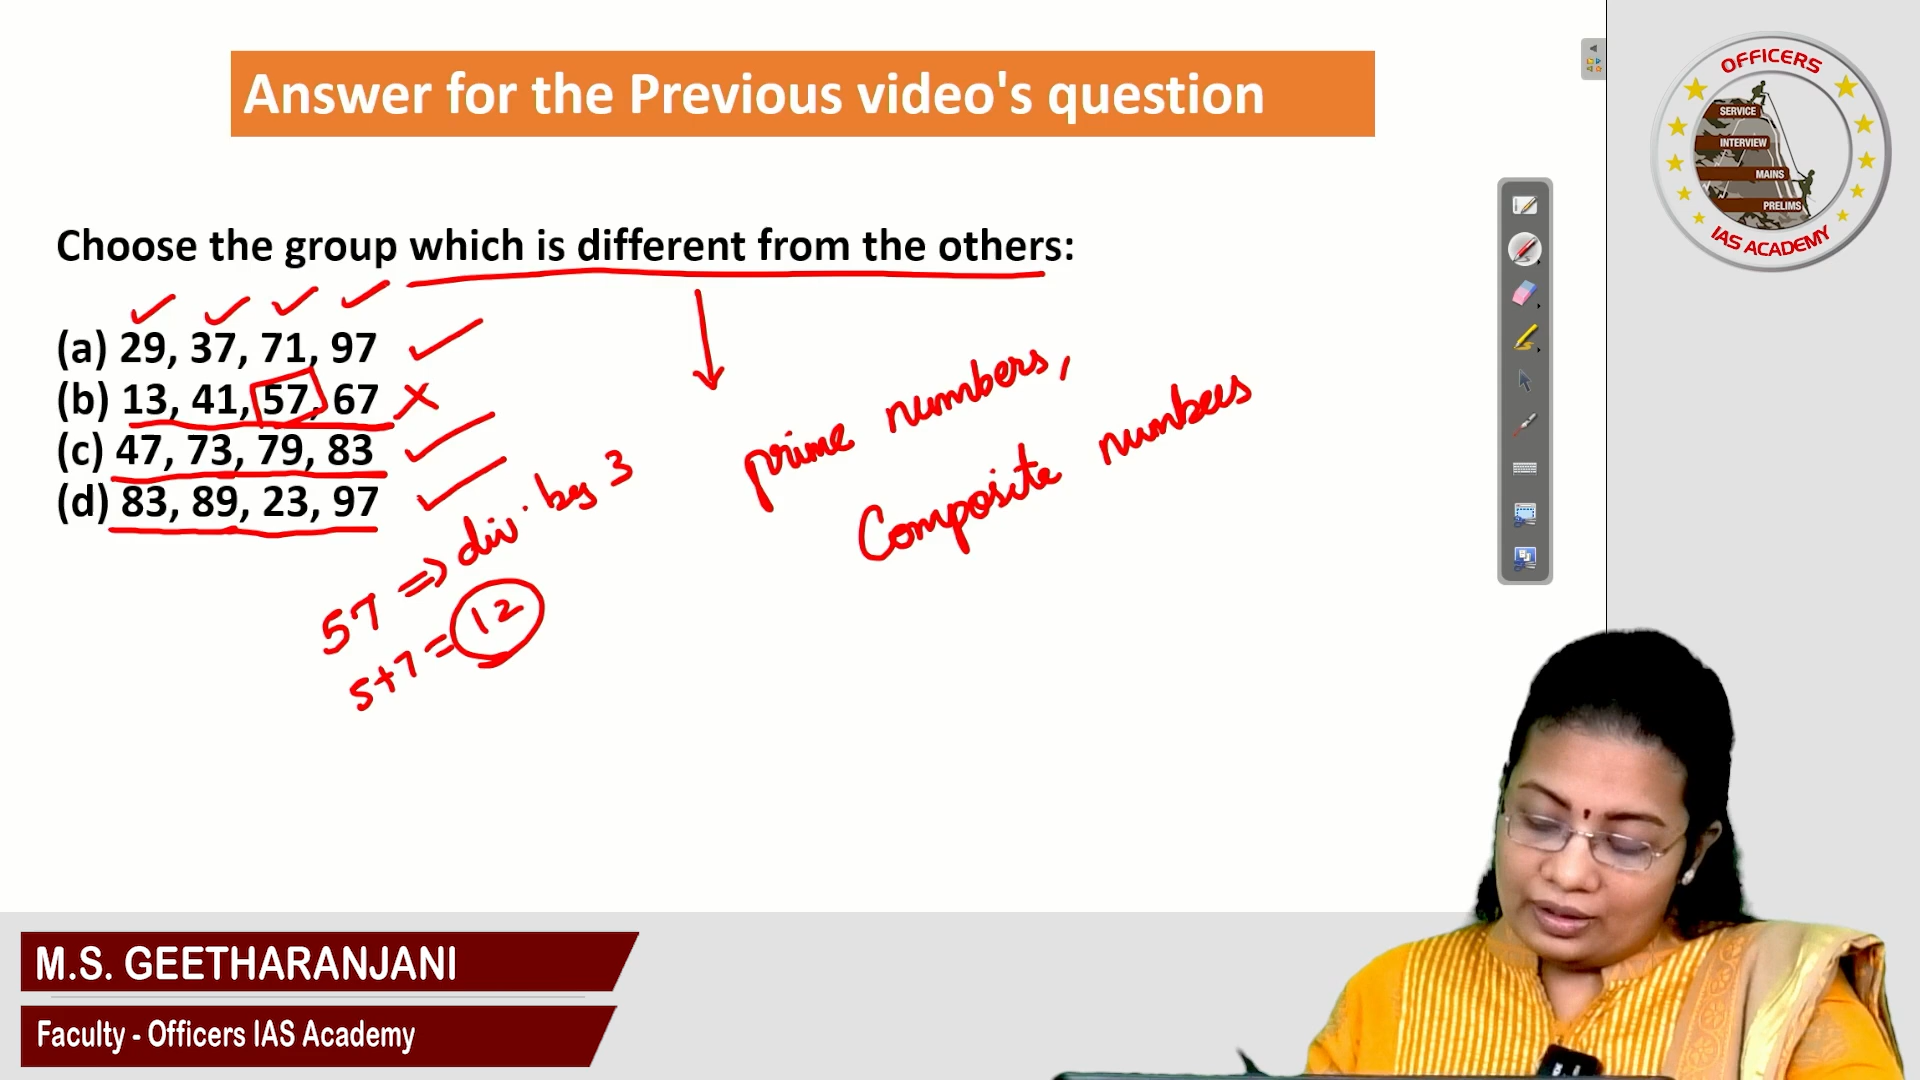 Answer for the Previous video's question
OFFICERS
SERVICE
INTERVIEW
MAINS
PRELIMS
IAS ACADEMY
Choose the group which is different from the others:
(a) 29, 37, 71, 97
(b) 13, 41, 57, 67
(c) 47, 73, 79, 83
(d) 83, 89, 23, 97
prime numbers,
Composite numbers
57 => div. by 3
5+7=12
M.S. GEETHARANJANI
Faculty - Officers IAS Academy